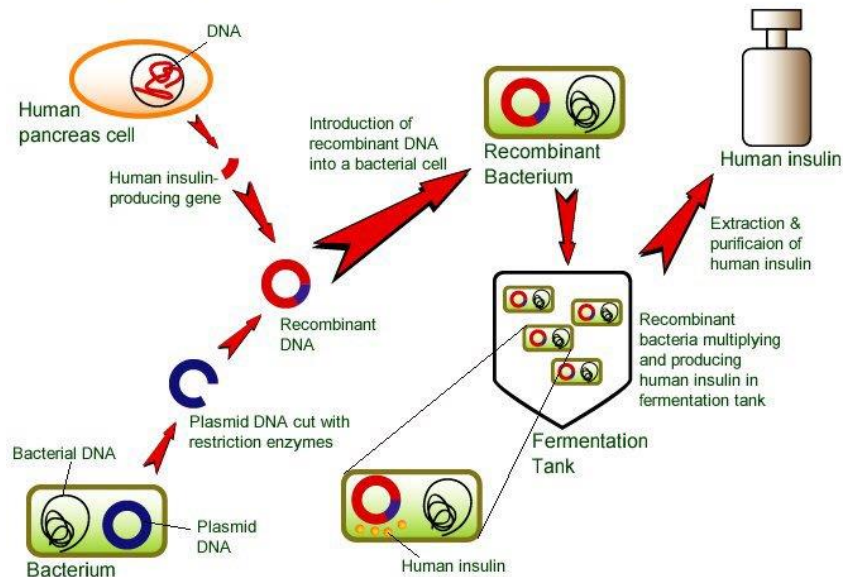 DNA
Human
pancreas cell
Human insulin-
producing gene
Introduction of
recombinant DNA
into a bacterial cell
Recombinant
Bacterium
Human insulin
Extraction &
purificaion of
human insulin
Recombinant
DNA
Recombinant
bacteria multiplying
and producing
human insulin in
fermentation tank
Plasmid DNA cut with
restriction enzymes
Fermentation
Tank
Bacterial DNA
Plasmid
DNA
Bacterium
Human insulin